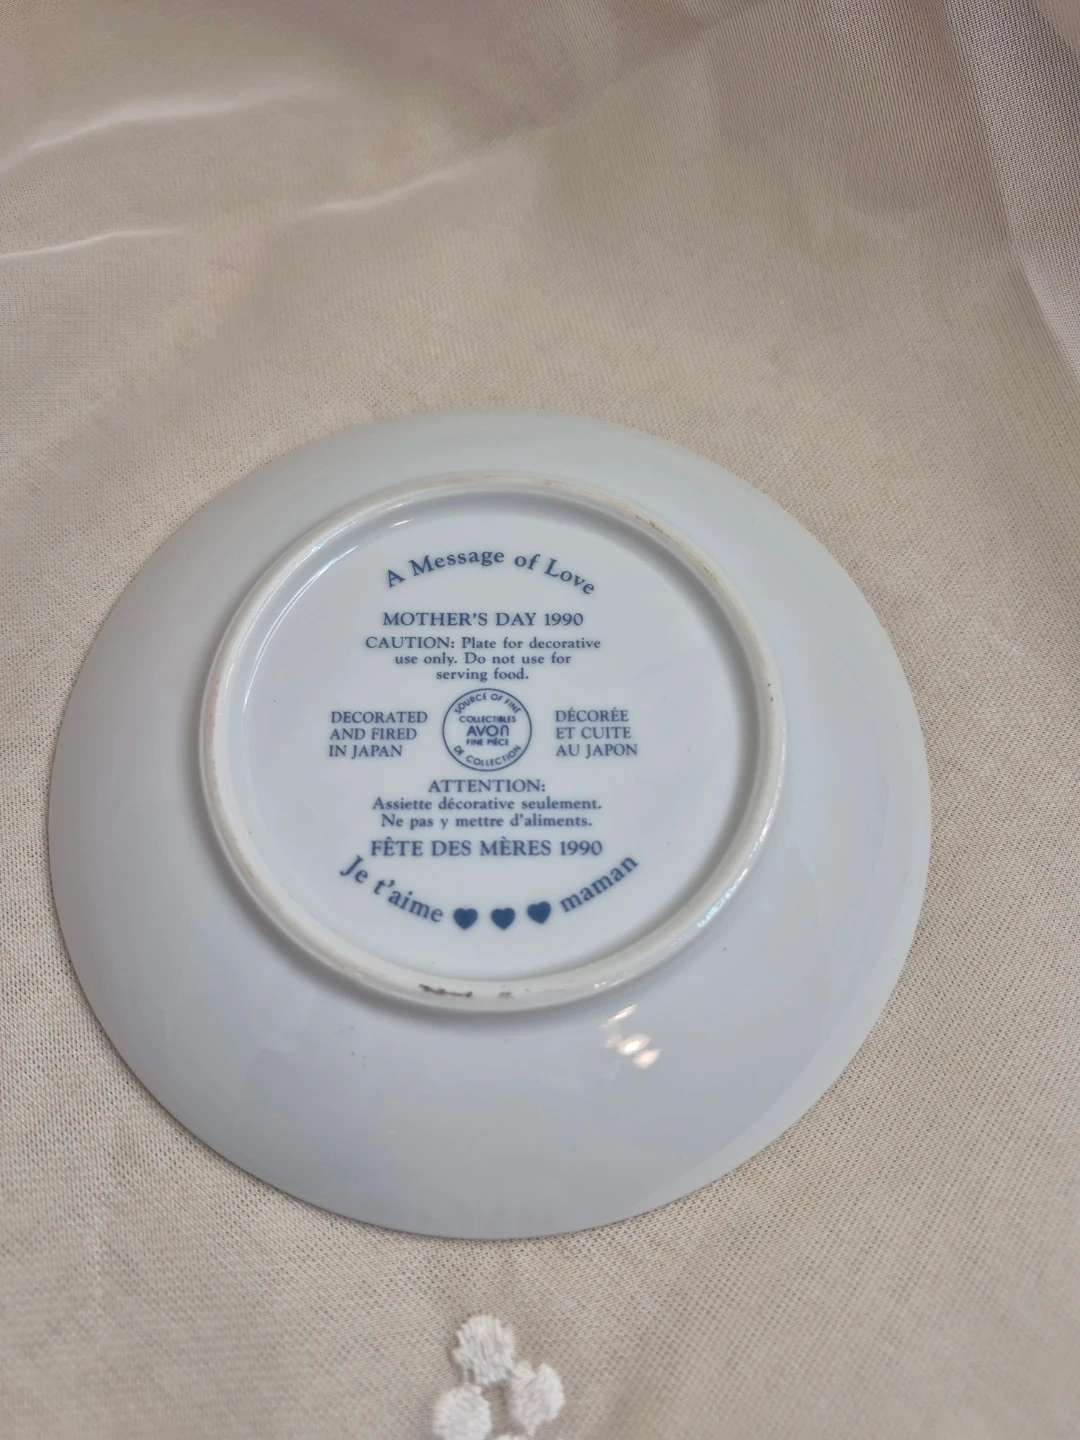 A Message of Love
MOTHER'S DAY 1990
CAUTION: Plate for decorative
use only. Do not use for
serving food.
DECORATED
AND FIRED
IN JAPAN
SOURCE OF FINE
COLLECTIBLES
AVON
FINE PIÈCE
DE COLLECTION
DÉCORÉE
ET CUITE
AU JAPON
ATTENTION:
Assiette décorative seulement.
Ne pas y mettre d'aliments.
FÊTE DES MÈRES 1990
Je t'aime ♥ ♥ ♥ maman